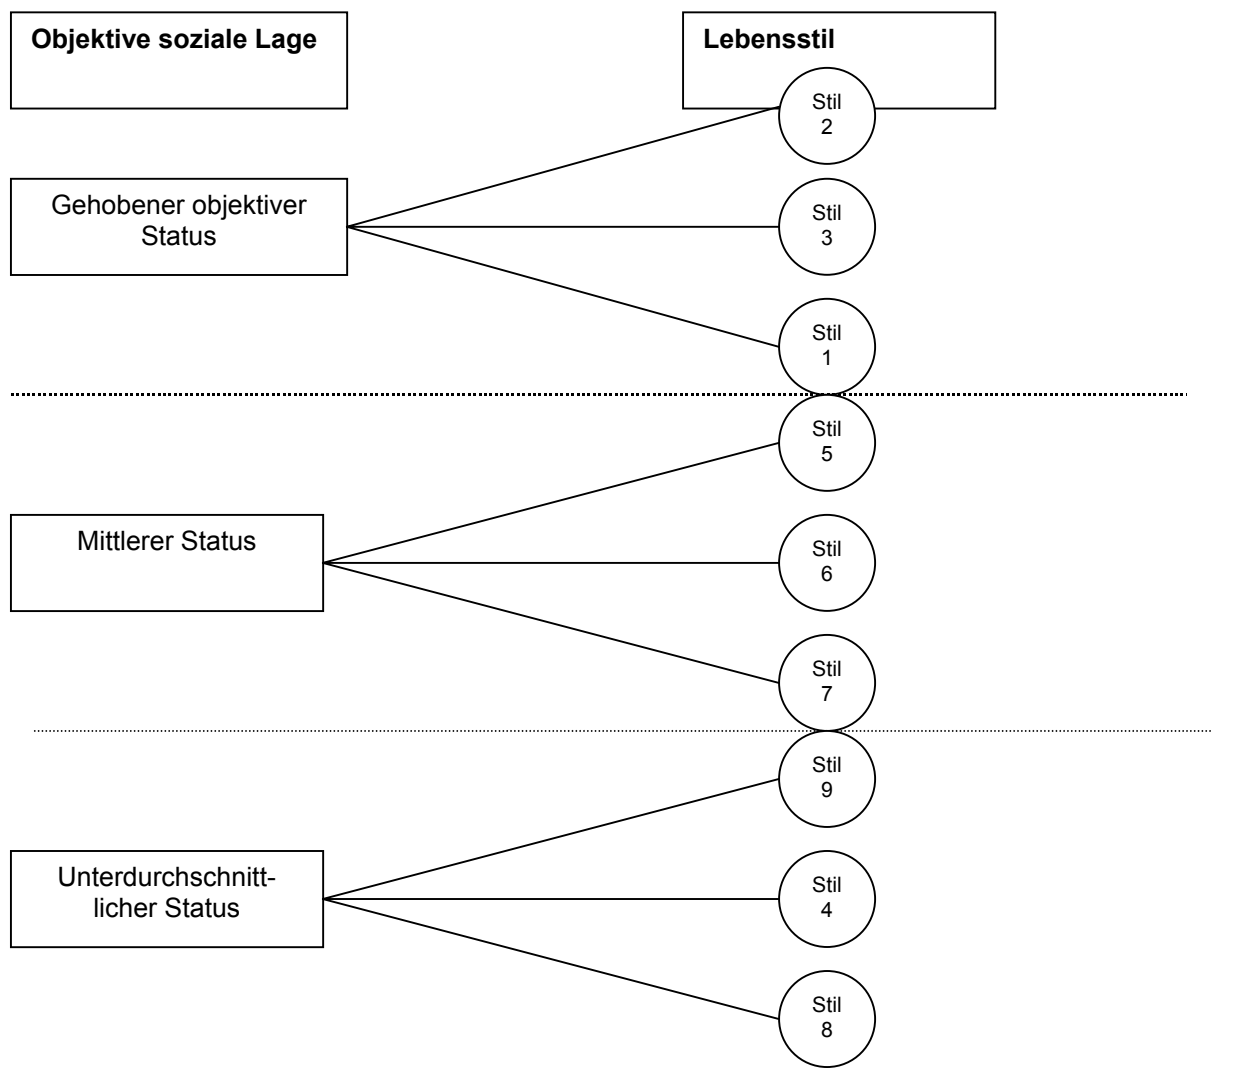 Objektive soziale Lage
Lebensstil
Stil
2
Gehobener objektiver
Status
Stil
3
Stil
1
Stil
5
Mittlerer Status
Stil
6
Stil
7
Stil
9
Unterdurchschnitt-
licher Status
Stil
4
Stil
8